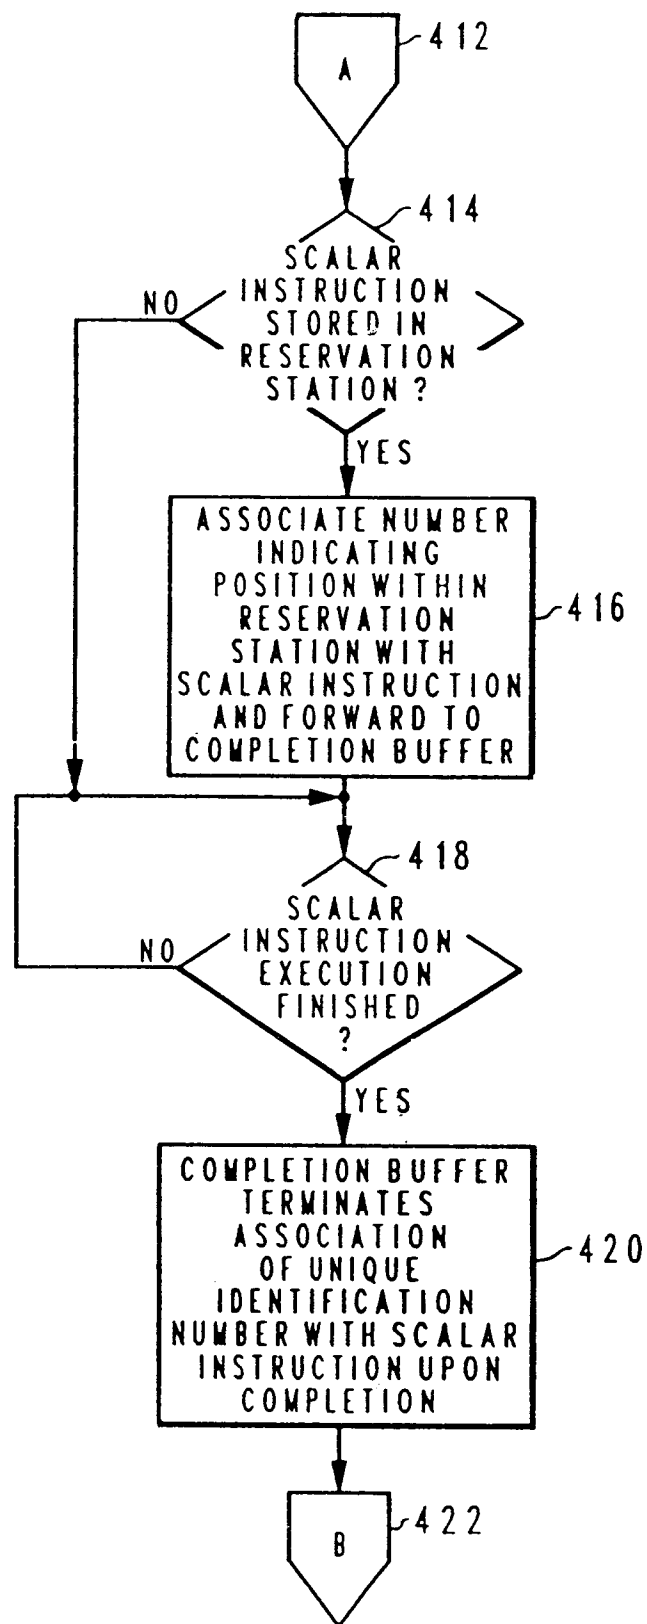 412
A
414
SCALAR
INSTRUCTION
STORED IN
RESERVATION
STATION ?
NO
YES
ASSOCIATE NUMBER
INDICATING
POSITION WITHIN
RESERVATION
STATION WITH
SCALAR INSTRUCTION
AND FORWARD TO
COMPLETION BUFFER
416
418
SCALAR
INSTRUCTION
EXECUTION
FINISHED
?
NO
YES
COMPLETION BUFFER
TERMINATES
ASSOCIATION
OF UNIQUE
IDENTIFICATION
NUMBER WITH SCALAR
INSTRUCTION UPON
COMPLETION
420
B
422